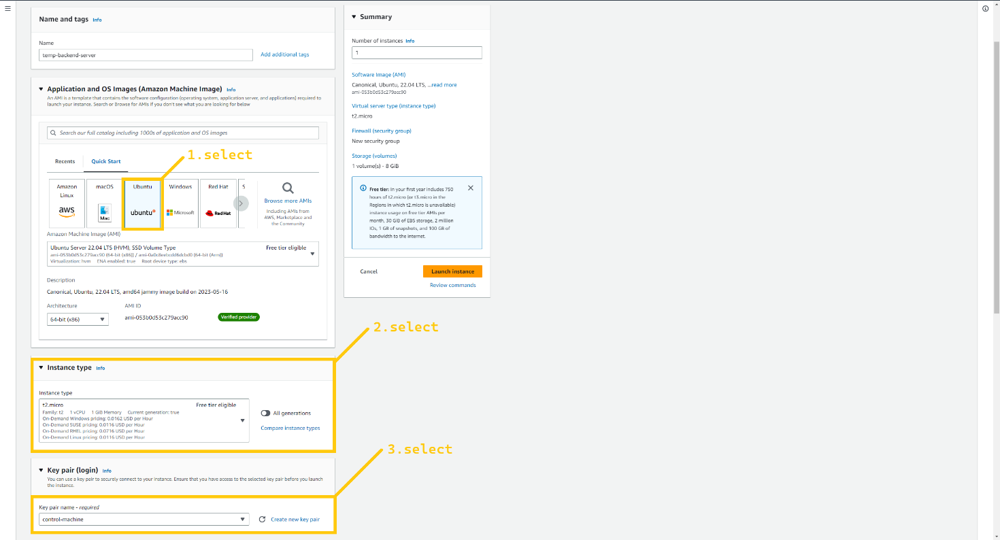 Name and tags Info
Name
temp-backend-server
Add additional tags
Application and OS Images (Amazon Machine Image) Info
An AMI is a template that contains the software configuration (operating system, application server, and applications) required to
launch your instance. Search or Browse for AMIs if you don't see what you are looking for below
Search our full catalog including 1000s of application and OS images
1.select
Recents
Quick Start
Amazon
Linux
aws
macOS
Mac
Ubuntu
ubuntu
Windows
Microsoft
Red Hat
Red Hat
S
Browse more AMIs
Including AMIs from
AWS, Marketplace and
the Community
Amazon Machine Image (AMI)
Ubuntu Server 22.04 LTS (HVM), SSD Volume Type
Free tier eligible
ami-053b0d53c279acc90 (64-bit (x86)) / ami-0a0c8eebcdd6dcbd0 (64-bit (Arm))
Virtualization: hvm ENA enabled: true Root device type: ebs
Description
Canonical, Ubuntu, 22.04 LTS, amd64 jammy image build on 2023-05-16
Architecture
AMI ID
64-bit (x86)
ami-053b0d53c279acc90
Verified provider
2.select
Instance type Info
Instance type
t2.micro
Free tier eligible
Family: t2 1 vCPU 1 GiB Memory Current generation: true
On-Demand Windows pricing: 0.0162 USD per Hour
On-Demand SUSE pricing: 0.0116 USD per Hour
On-Demand RHEL pricing: 0.0716 USD per Hour
On-Demand Linux pricing: 0.0116 USD per Hour
All generations
Compare instance types
3.select
Key pair (login) Info
You can use a key pair to securely connect to your instance. Ensure that you have access to the selected key pair before you launch
the instance.
Key pair name - required
control-machine
Create new key pair
Summary
Number of instances Info
1
Software Image (AMI)
Canonical, Ubuntu, 22.04 LTS, ...read more
ami-053b0d53c279acc90
Virtual server type (instance type)
t2.micro
Firewall (security group)
New security group
Storage (volumes)
1 volume(s) - 8 GiB
Free tier: In your first year includes 750
hours of t2.micro (or t3.micro in the
Regions in which t2.micro is unavailable)
instance usage on free tier AMIs per
month, 30 GiB of EBS storage, 2 million
IOs, 1 GB of snapshots, and 100 GB of
bandwidth to the internet.
Cancel
Launch instance
Review commands